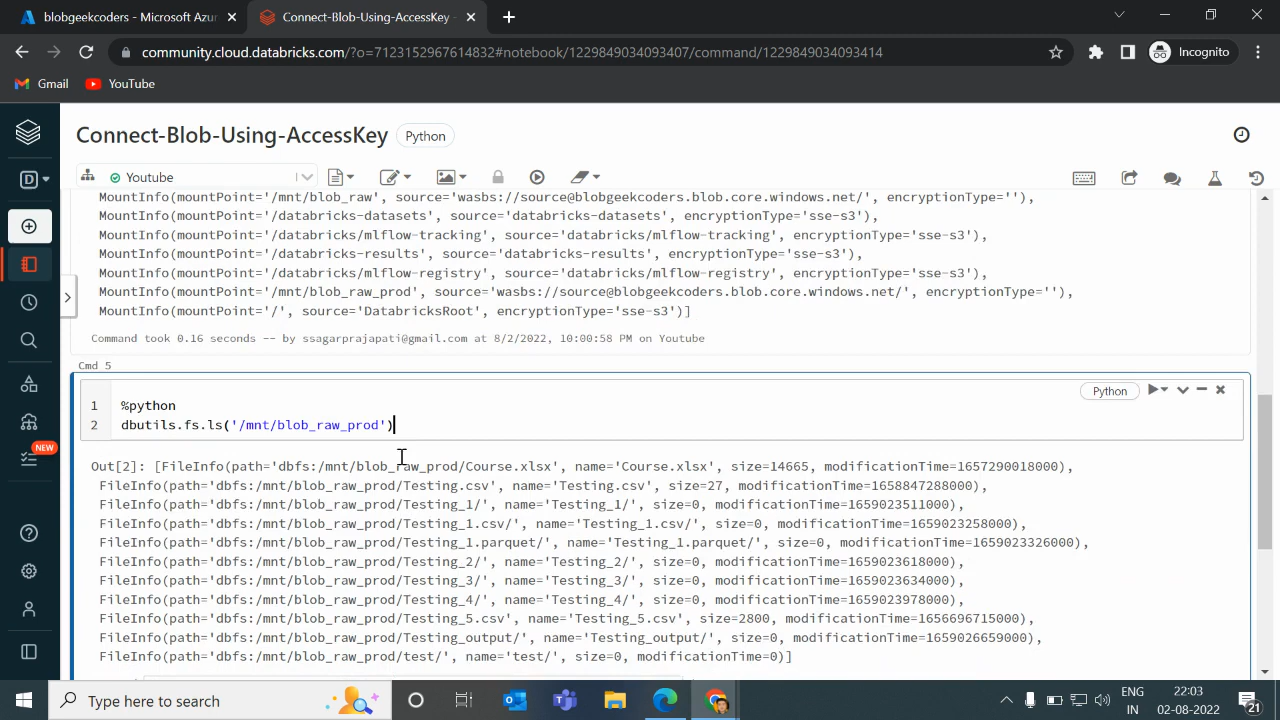 blobgeekcoders - Microsoft Azur
Connect-Blob-Using-AccessKey -
community.cloud.databricks.com/?o=7123152967614832#notebook/1229849034093407/command/1229849034093414
Incognito
Gmail
YouTube
Connect-Blob-Using-AccessKey
Python
D
Youtube
MountInfo(mountPoint='/mnt/blob_raw', source='wasbs://source@blobgeekcoders.blob.core.windows.net/', encryptionType=''),
MountInfo(mountPoint='/databricks-datasets', source='databricks-datasets', encryptionType='sse-s3'),
MountInfo(mountPoint='/databricks/mlflow-tracking', source='databricks/mlflow-tracking', encryptionType='sse-s3'),
MountInfo(mountPoint='/databricks-results', source='databricks-results', encryptionType='sse-s3'),
MountInfo(mountPoint='/databricks/mlflow-registry', source='databricks/mlflow-registry', encryptionType='sse-s3'),
MountInfo(mountPoint='/mnt/blob_raw_prod', source='wasbs://source@blobgeekcoders.blob.core.windows.net/', encryptionType=''),
MountInfo(mountPoint='/', source='DatabricksRoot', encryptionType='sse-s3')]
Command took 0.16 seconds -- by ssagarprajapati@gmail.com at 8/2/2022, 10:00:58 PM on Youtube
Cmd 5
Python
1 %python
2 dbutils.fs.ls('/mnt/blob_raw_prod')
NEW
Out[2]: [FileInfo(path='dbfs:/mnt/blob_raw_prod/Course.xlsx', name='Course.xlsx', size=14665, modificationTime=1657290018000),
FileInfo(path='dbfs:/mnt/blob_raw_prod/Testing.csv', name='Testing.csv', size=27, modificationTime=1658847288000),
FileInfo(path='dbfs:/mnt/blob_raw_prod/Testing_1/', name='Testing_1/', size=0, modificationTime=1659023511000),
FileInfo(path='dbfs:/mnt/blob_raw_prod/Testing_1.csv/', name='Testing_1.csv/', size=0, modificationTime=1659023258000),
FileInfo(path='dbfs:/mnt/blob_raw_prod/Testing_1.parquet/', name='Testing_1.parquet/', size=0, modificationTime=1659023326000),
FileInfo(path='dbfs:/mnt/blob_raw_prod/Testing_2/', name='Testing_2/', size=0, modificationTime=1659023618000),
FileInfo(path='dbfs:/mnt/blob_raw_prod/Testing_3/', name='Testing_3/', size=0, modificationTime=1659023634000),
FileInfo(path='dbfs:/mnt/blob_raw_prod/Testing_4/', name='Testing_4/', size=0, modificationTime=1659023978000),
FileInfo(path='dbfs:/mnt/blob_raw_prod/Testing_5.csv', name='Testing_5.csv', size=2800, modificationTime=1656696715000),
FileInfo(path='dbfs:/mnt/blob_raw_prod/Testing_output/', name='Testing_output/', size=0, modificationTime=1659026659000),
FileInfo(path='dbfs:/mnt/blob_raw_prod/test/', name='test/', size=0, modificationTime=0)]
Type here to search
ENG
IN
22:03
02-08-2022
21